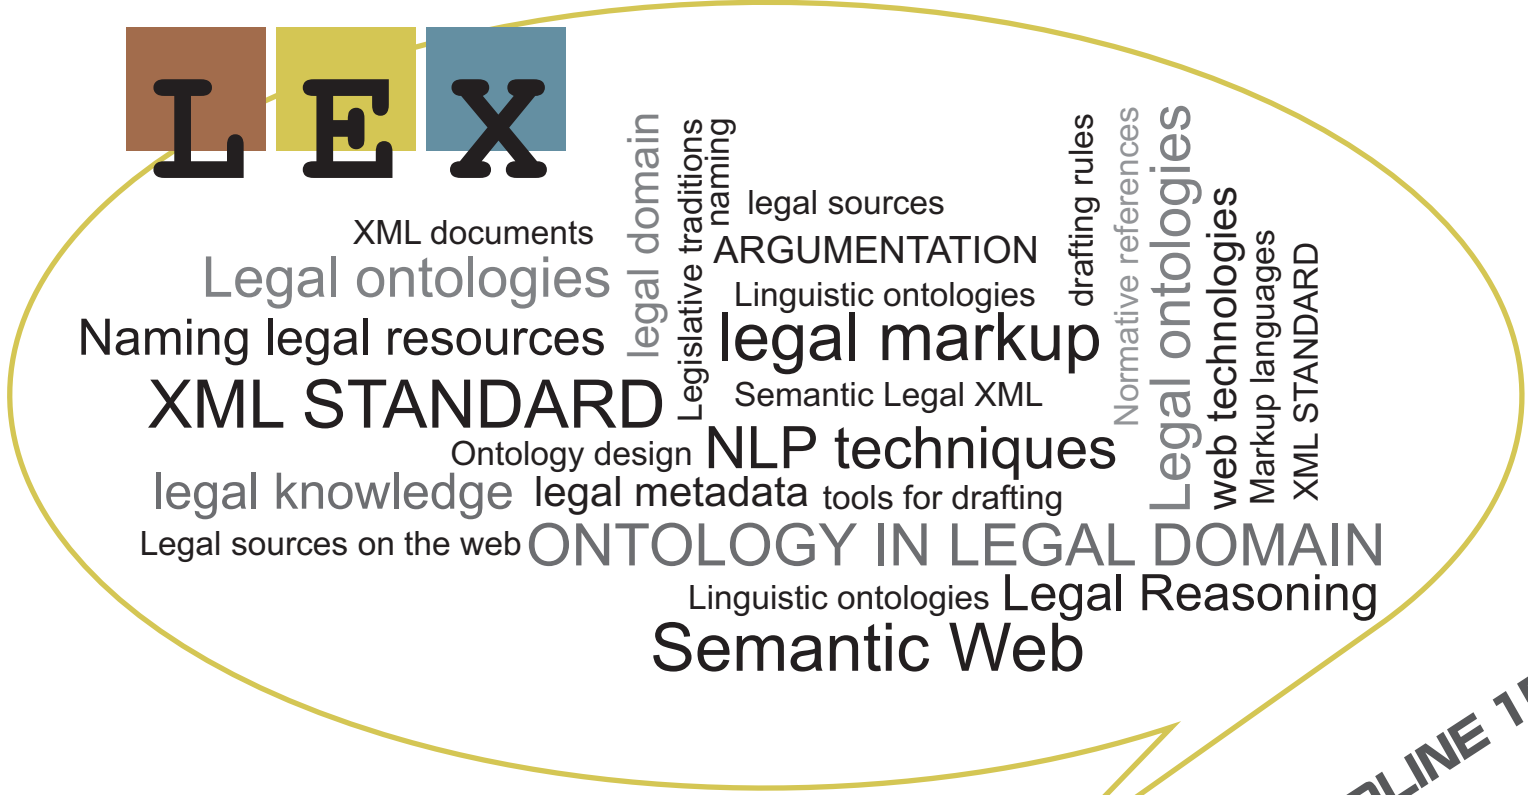 LEX
legal domain
Legislative traditions
naming
legal sources
drafting rules
Normative references
Legal ontologies
web technologies
Markup languages
XML STANDARD
XML documents
ARGUMENTATION
Legal ontologies
Linguistic ontologies
Naming legal resources
legal markup
XML STANDARD
Semantic Legal XML
Ontology design
NLP techniques
legal knowledge
legal metadata
tools for drafting
Legal sources on the web
ONTOLOGY IN LEGAL DOMAIN
Linguistic ontologies
Legal Reasoning
Semantic Web